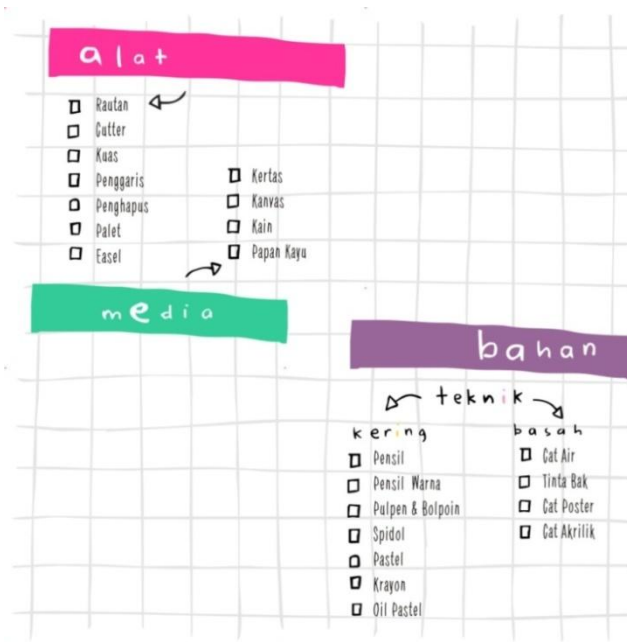 alat
Rautan
Cutter
Kuas
Penggaris
Penghapus
Palet
Easel
Kertas
Kanvas
Kain
Papan Kayu
media
bahan
teknik
kering
Pensil
Pensil Warna
Pulpen & Bolpoin
Spidol
Pastel
Krayon
Oil Pastel
basah
Cat Air
Tinta Bak
Cat Poster
Cat Akrilik